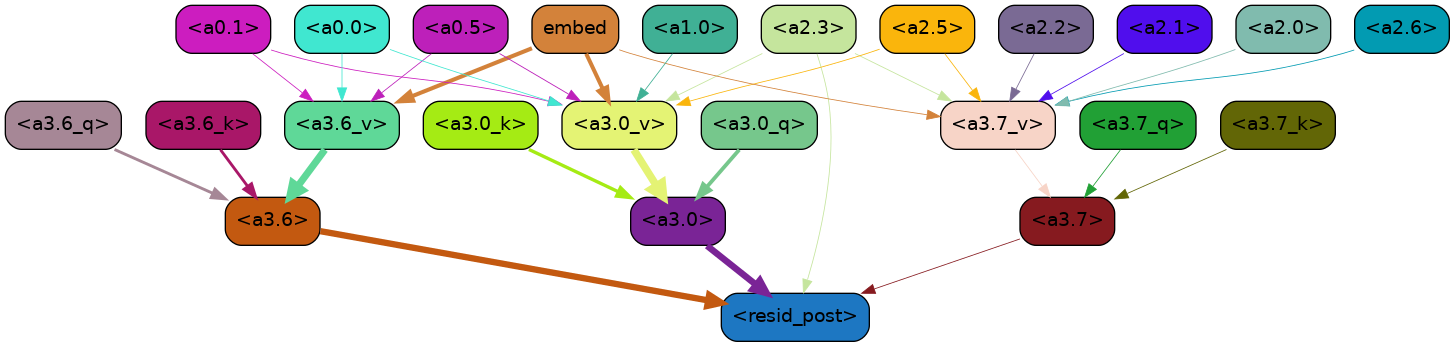 <a0.1> <a0.0> <a0.5> embed <a1.0> <a2.3> <a2.5> <a2.2> <a2.1> <a2.0> <a2.6>
<a3.6_q> <a3.6_k> <a3.6_v> <a3.0_k> <a3.0_v> <a3.0_q> <a3.7_v> <a3.7_q> <a3.7_k>
<a3.6> <a3.0> <a3.7>
<resid_post>